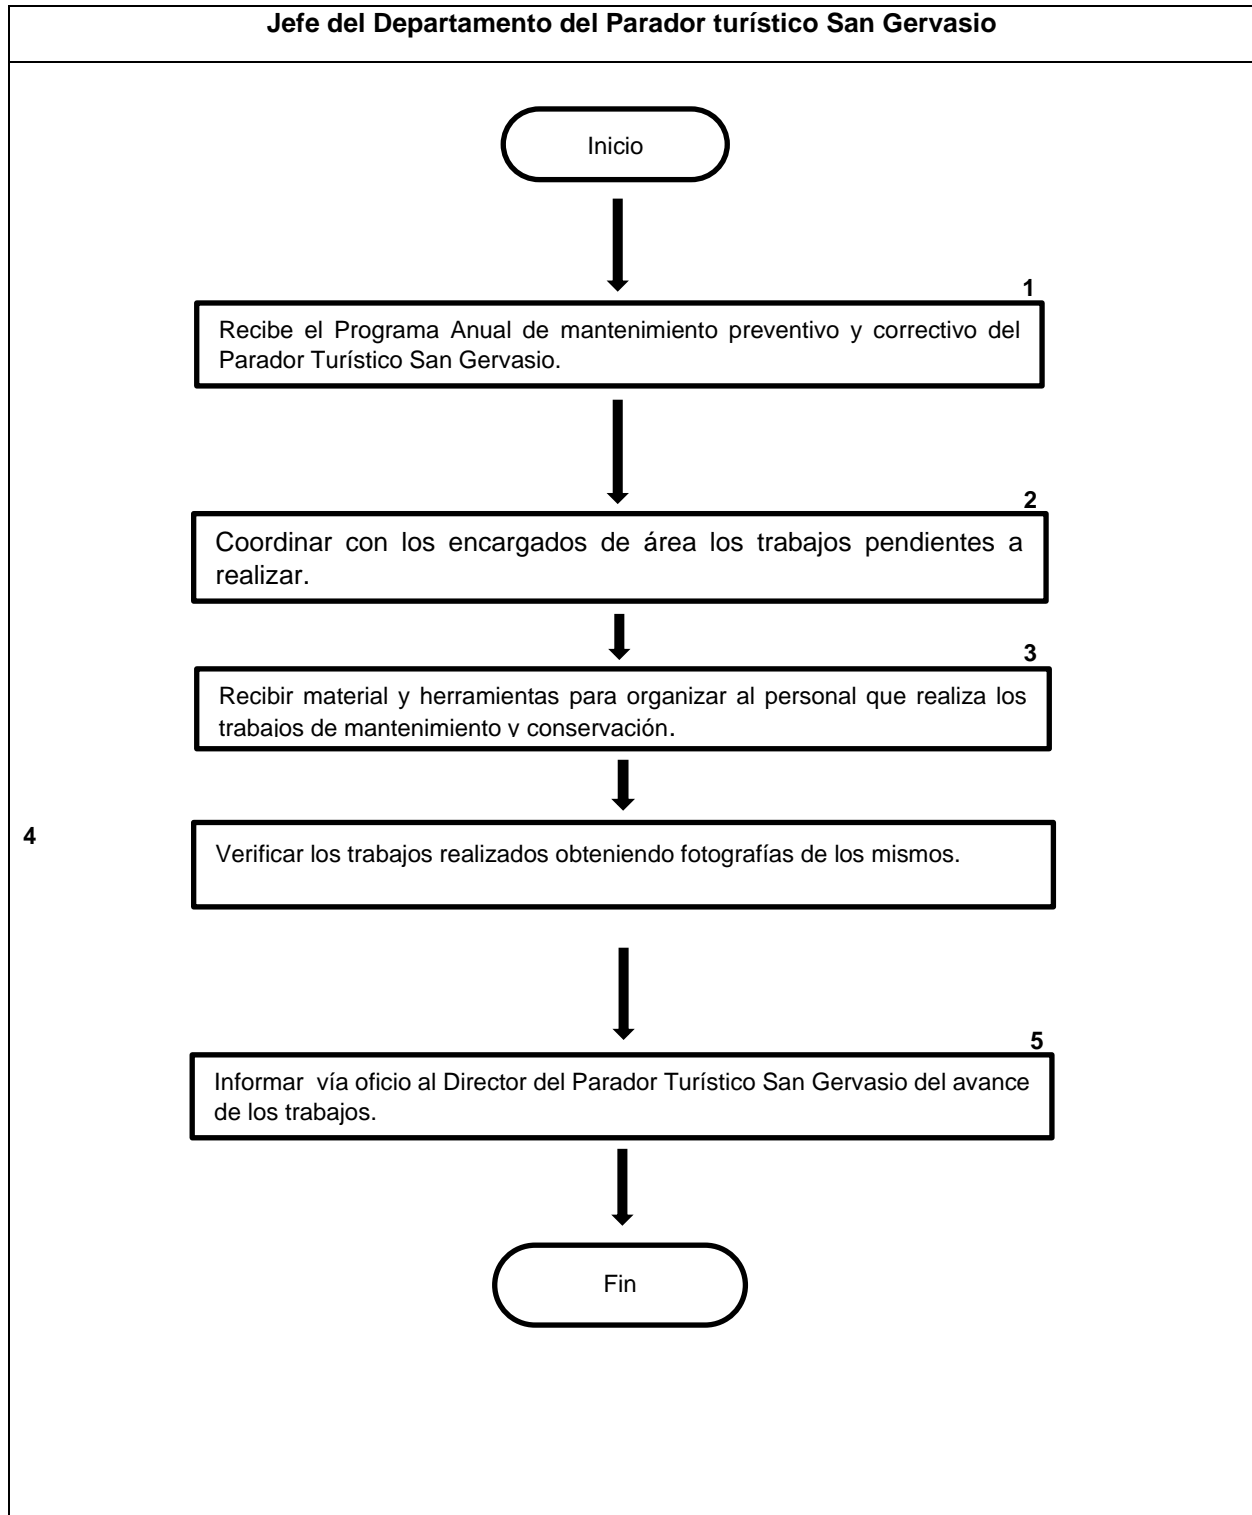 Jefe del Departamento del Parador turístico San Gervasio
Inicio
1
Recibe el Programa Anual de mantenimiento preventivo y correctivo del
Parador Turístico San Gervasio.
2
Coordinar con los encargados de área los trabajos pendientes a
realizar.
3
Recibir material y herramientas para organizar al personal que realiza los
trabajos de mantenimiento y conservación.
4
Verificar los trabajos realizados obteniendo fotografías de los mismos.
5
Informar vía oficio al Director del Parador Turístico San Gervasio del avance
de los trabajos.
Fin